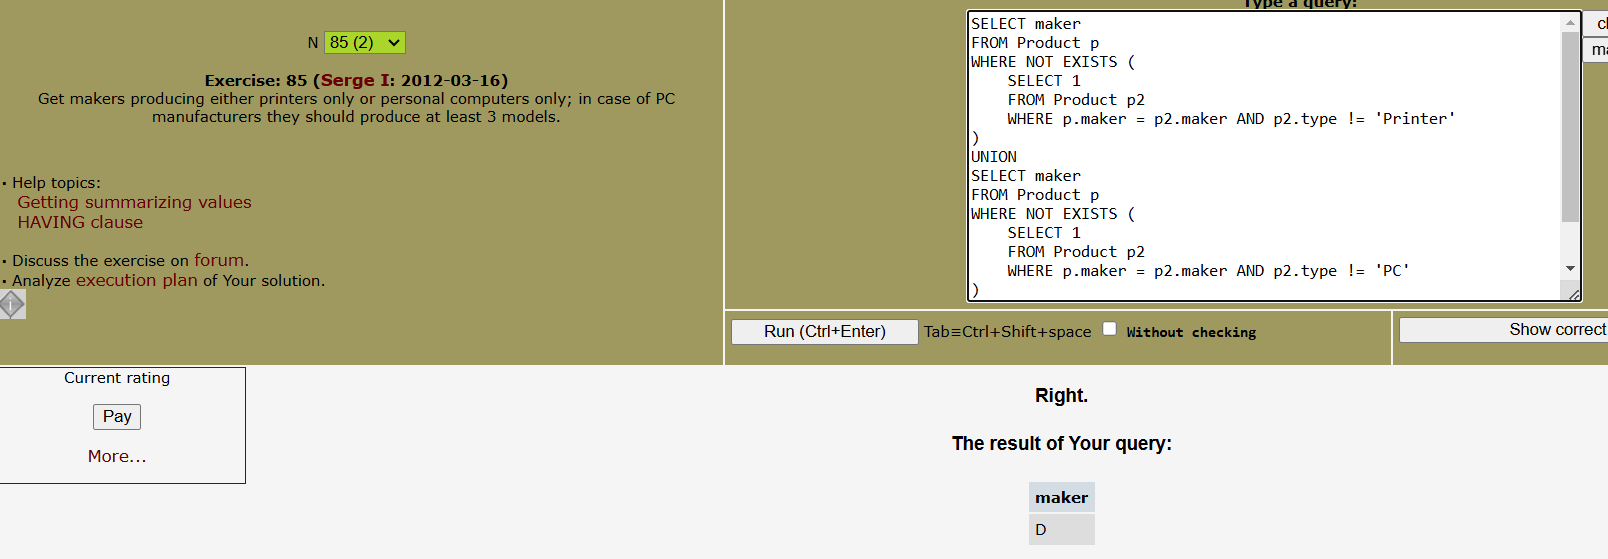 N 85 (2)
Exercise: 85 (Serge I: 2012-03-16)
Get makers producing either printers only or personal computers only; in case of PC
manufacturers they should produce at least 3 models.
· Help topics:
Getting summarizing values
HAVING clause
· Discuss the exercise on forum.
· Analyze execution plan of Your solution.
Type a query:
SELECT maker
FROM Product p
WHERE NOT EXISTS (
    SELECT 1
    FROM Product p2
    WHERE p.maker = p2.maker AND p2.type != 'Printer'
)
UNION
SELECT maker
FROM Product p
WHERE NOT EXISTS (
    SELECT 1
    FROM Product p2
    WHERE p.maker = p2.maker AND p2.type != 'PC'
)
Run (Ctrl+Enter) Tab≡Ctrl+Shift+space Without checking
Show correct
Current rating
Pay
More...
Right.
The result of Your query:
maker
D